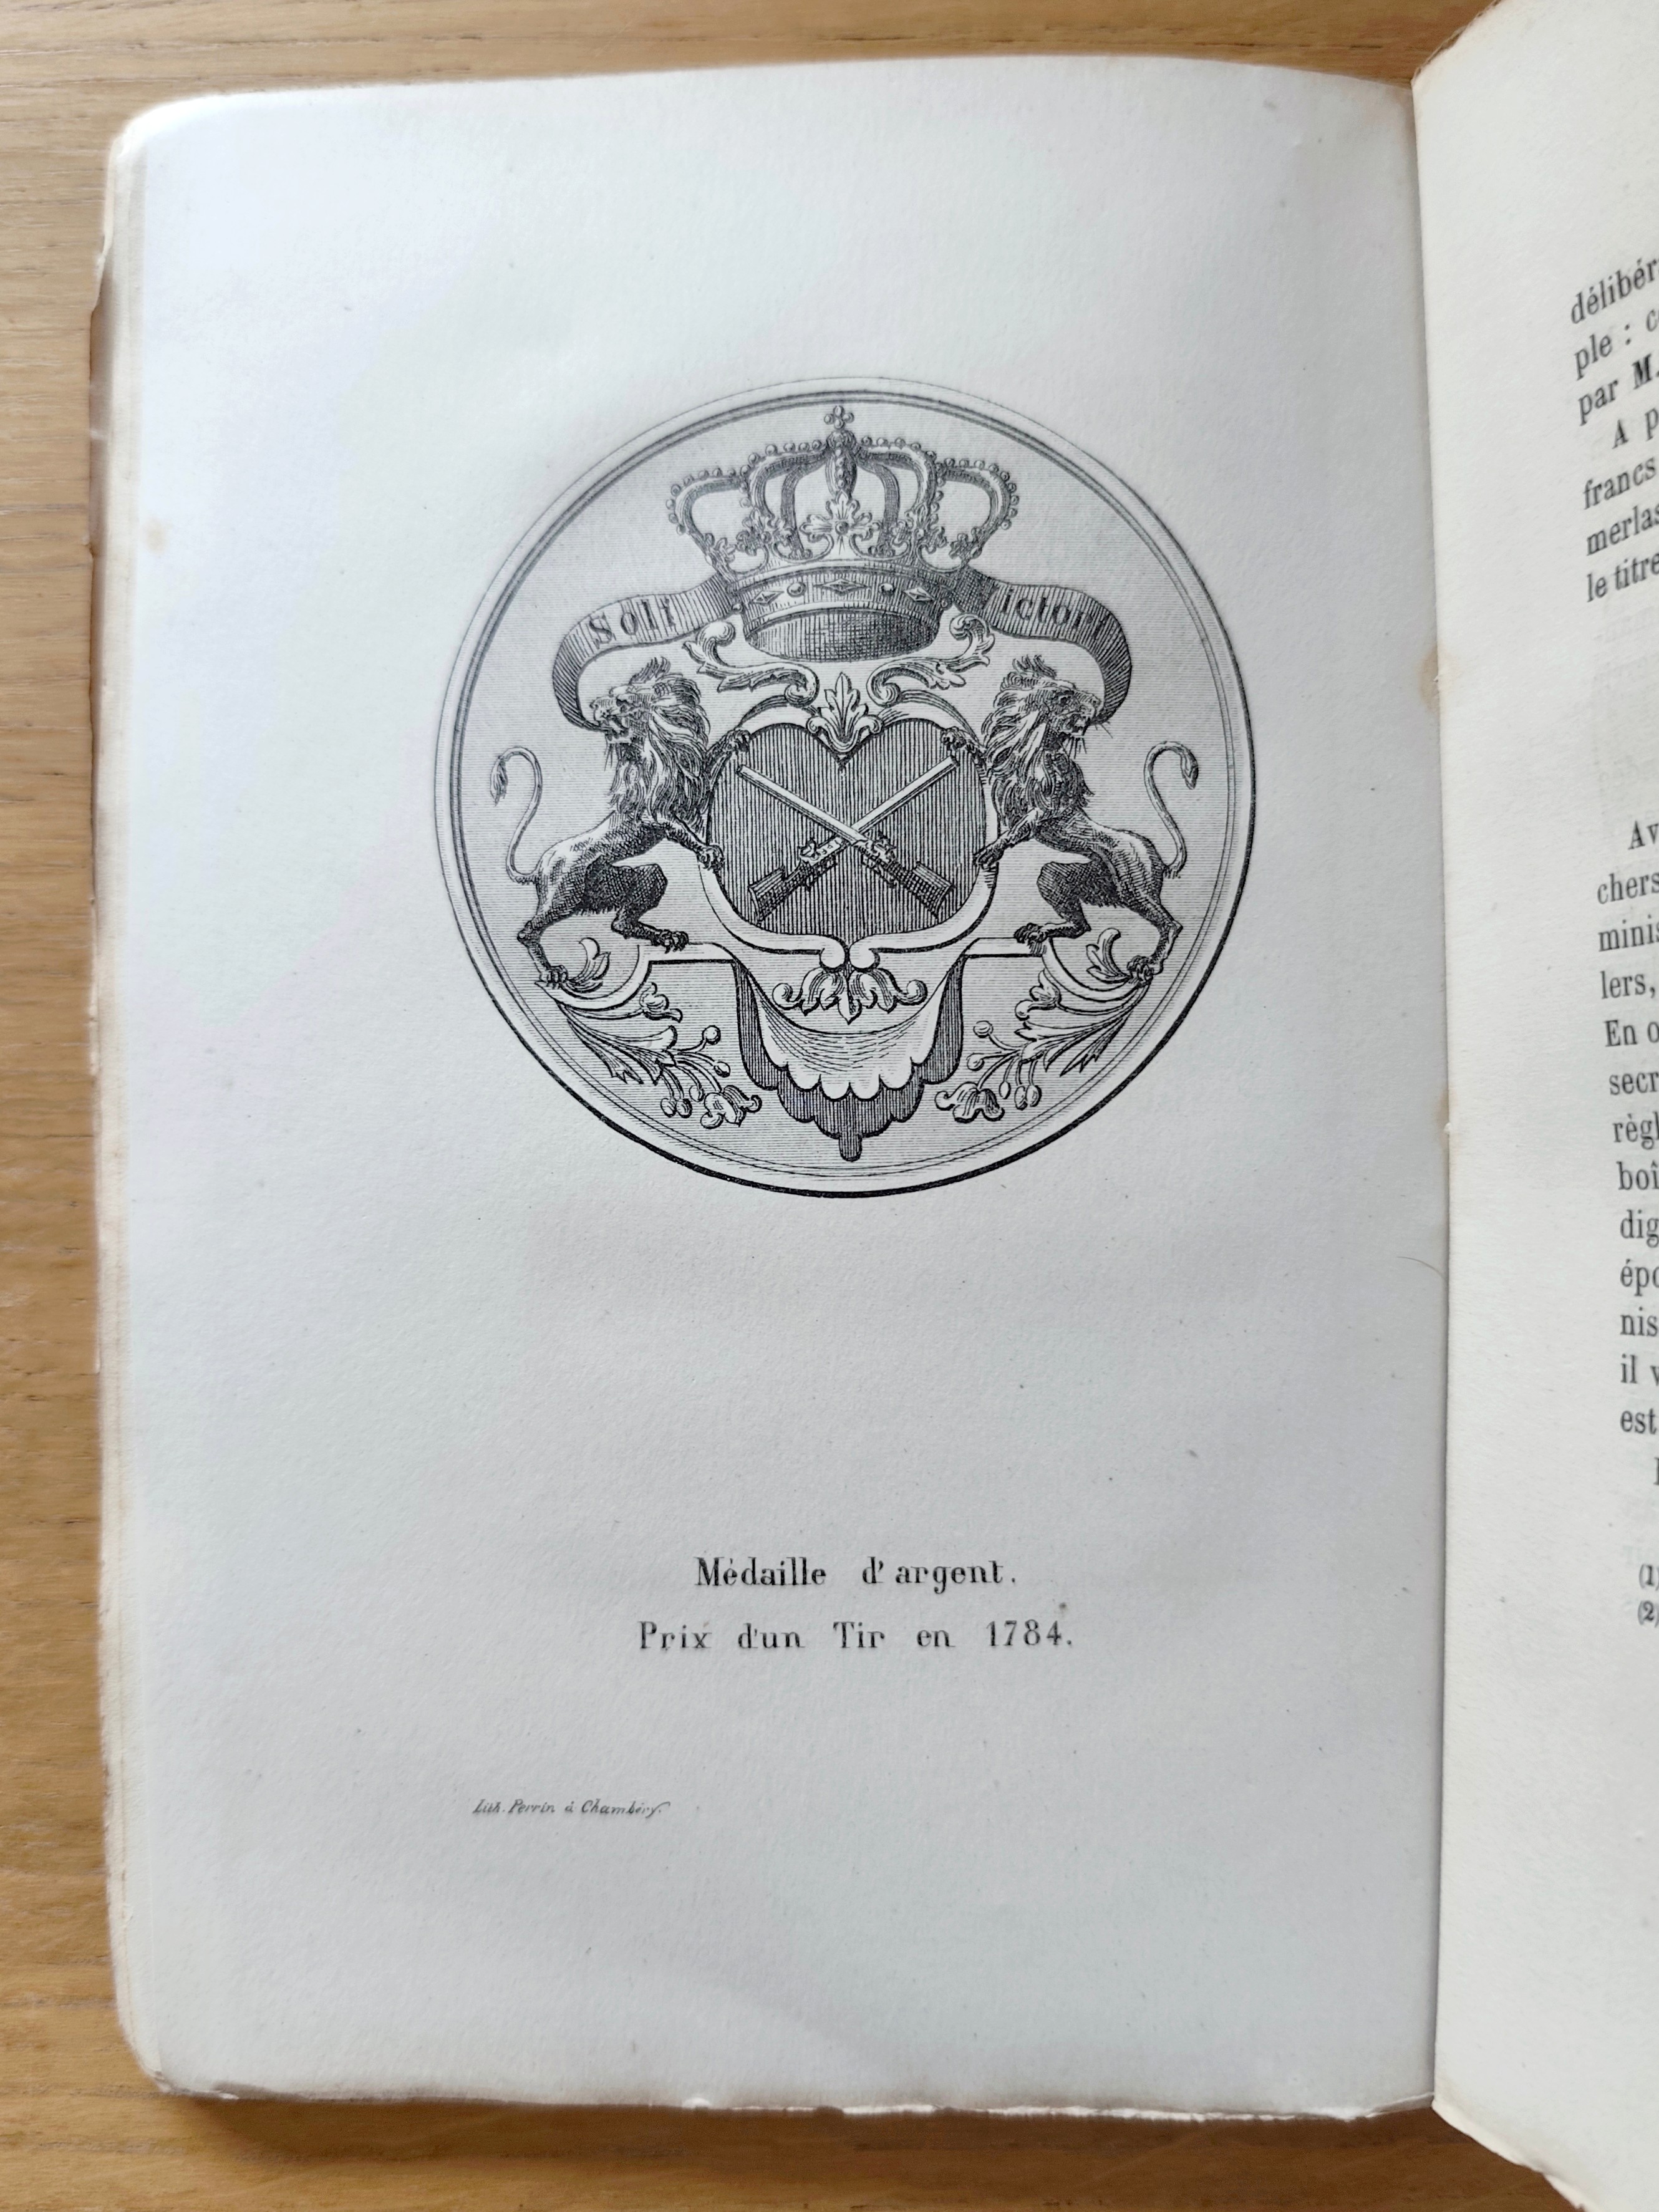 Soli ictori
Médaille d'argent.
Prix d'un Tir en 1784.
Lith. Perrin à Chambéry.
délibér
ple : c
par M.
A p
francs
merlas
le titre
Av
chers
minis
lers,
En o
secr
règl
boî
dig
épo
nis
il v
est
(1)
(2)